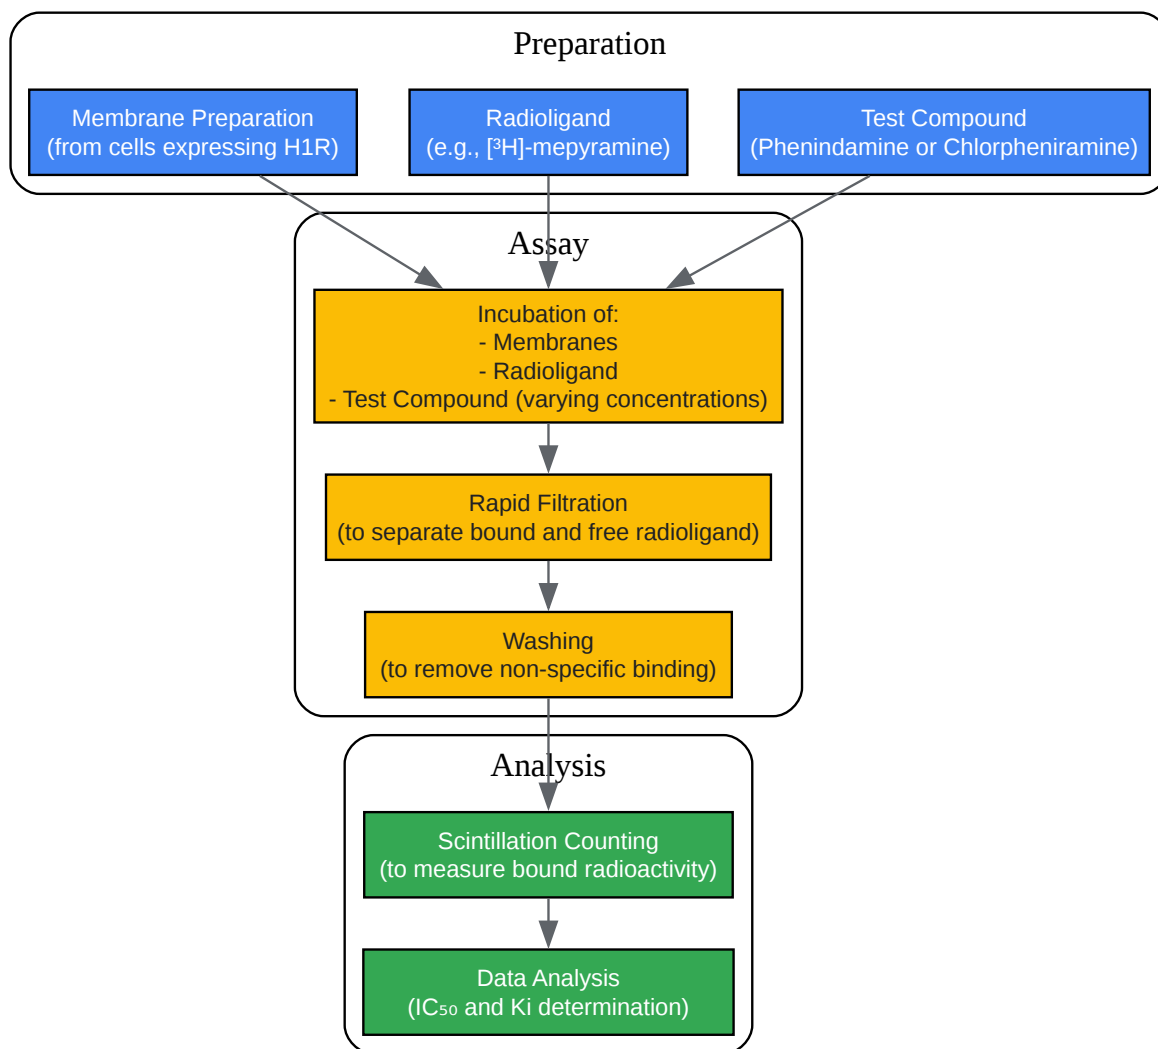 Preparation
Membrane Preparation
(from cells expressing H1R)
Radioligand
(e.g., [³H]-mepyramine)
Test Compound
(Phenindamine or Chlorpheniramine)
Assay
Incubation of:
- Membranes
- Radioligand
- Test Compound (varying concentrations)
Rapid Filtration
(to separate bound and free radioligand)
Washing
(to remove non-specific binding)
Analysis
Scintillation Counting
(to measure bound radioactivity)
Data Analysis
(IC₅₀ and Ki determination)